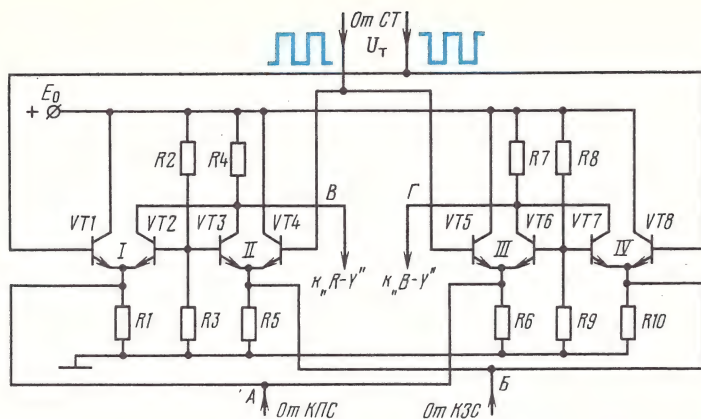 От СТ
Uт
E₀
+
R2
R4
R7
R8
В
Г
VT1
VT2
VT3
VT4
VT5
VT6
VT7
VT8
I
II
III
IV
к „R-Y"
к „B-Y"
R1
R3
R5
R6
R9
R10
А
Б
От КПС
От КЗС